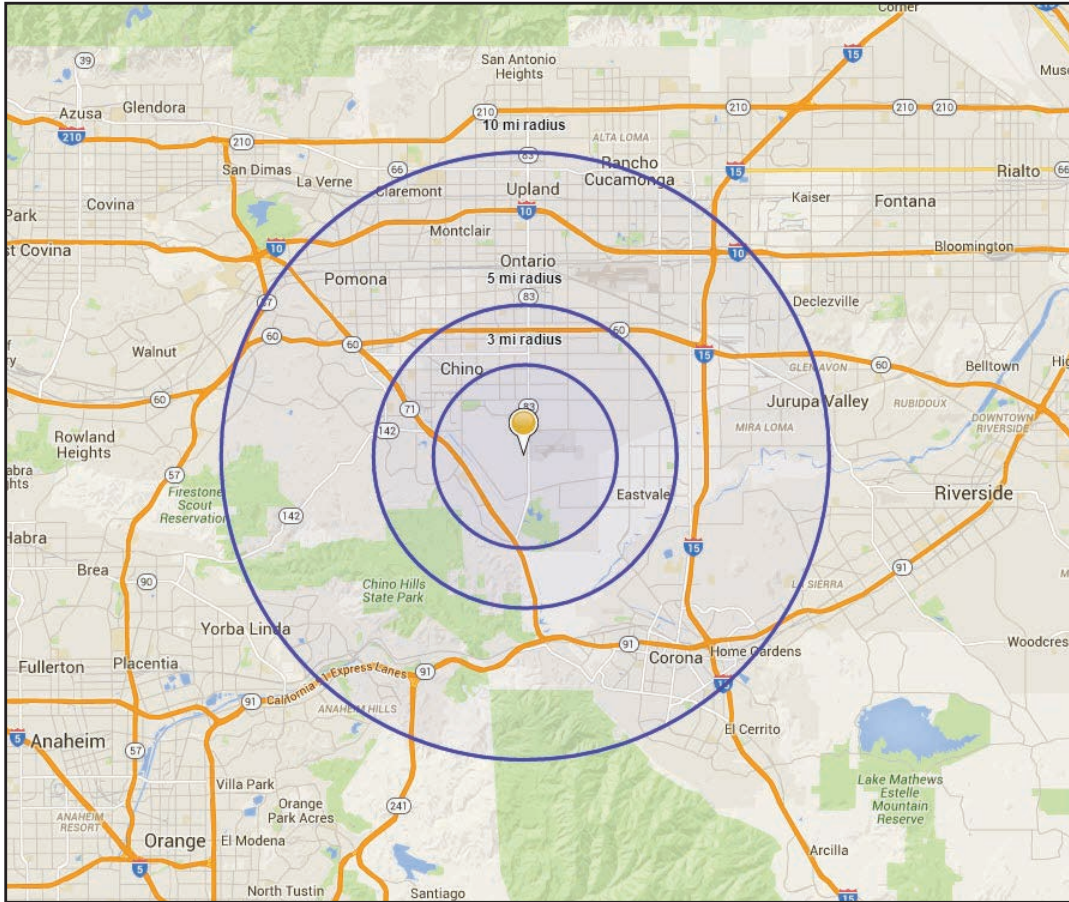 Corner
15
San Antonio
Heights
39
Azusa
Glendora
210
210
210
210
210
210
10 mi radius
ALTA LOMA
83
66
Rancho
Cucamonga
15
Rialto
66
San Dimas
La Verne
Claremont
Upland
Kaiser
Fontana
Park
Covina
10
Montclair
st Covina
10
10
Bloomington
Ontario
5 mi radius
Pomona
83
57
Declezville
60
60
60
3 mi radius
Walnut
15
60
Belltown
GLEN AVON
Chino
60
71
83
Jurupa Valley
RUBIDOUX
DOWNTOWN
RIVERSIDE
MIRA LOMA
142
Rowland
Heights
57
Eastvale
Riverside
Firestone
Scout
Reservation
142
15
Habra
Brea
90
Chino Hills
State Park
91
LA SIERRA
Yorba Linda
91
Corona
Home Gardens
Woodcres
Fullerton
Placentia
91
California 91 Express Lanes
91
15
ANAHEIM HILLS
El Cerrito
5
Anaheim
57
Villa Park
Lake Mathews
Estelle
Mountain
Reserve
ANAHEIM
RESORT
Orange
Park Acres
241
Orange
El Modena
Arcilla
5
North Tustin
Santiago
15